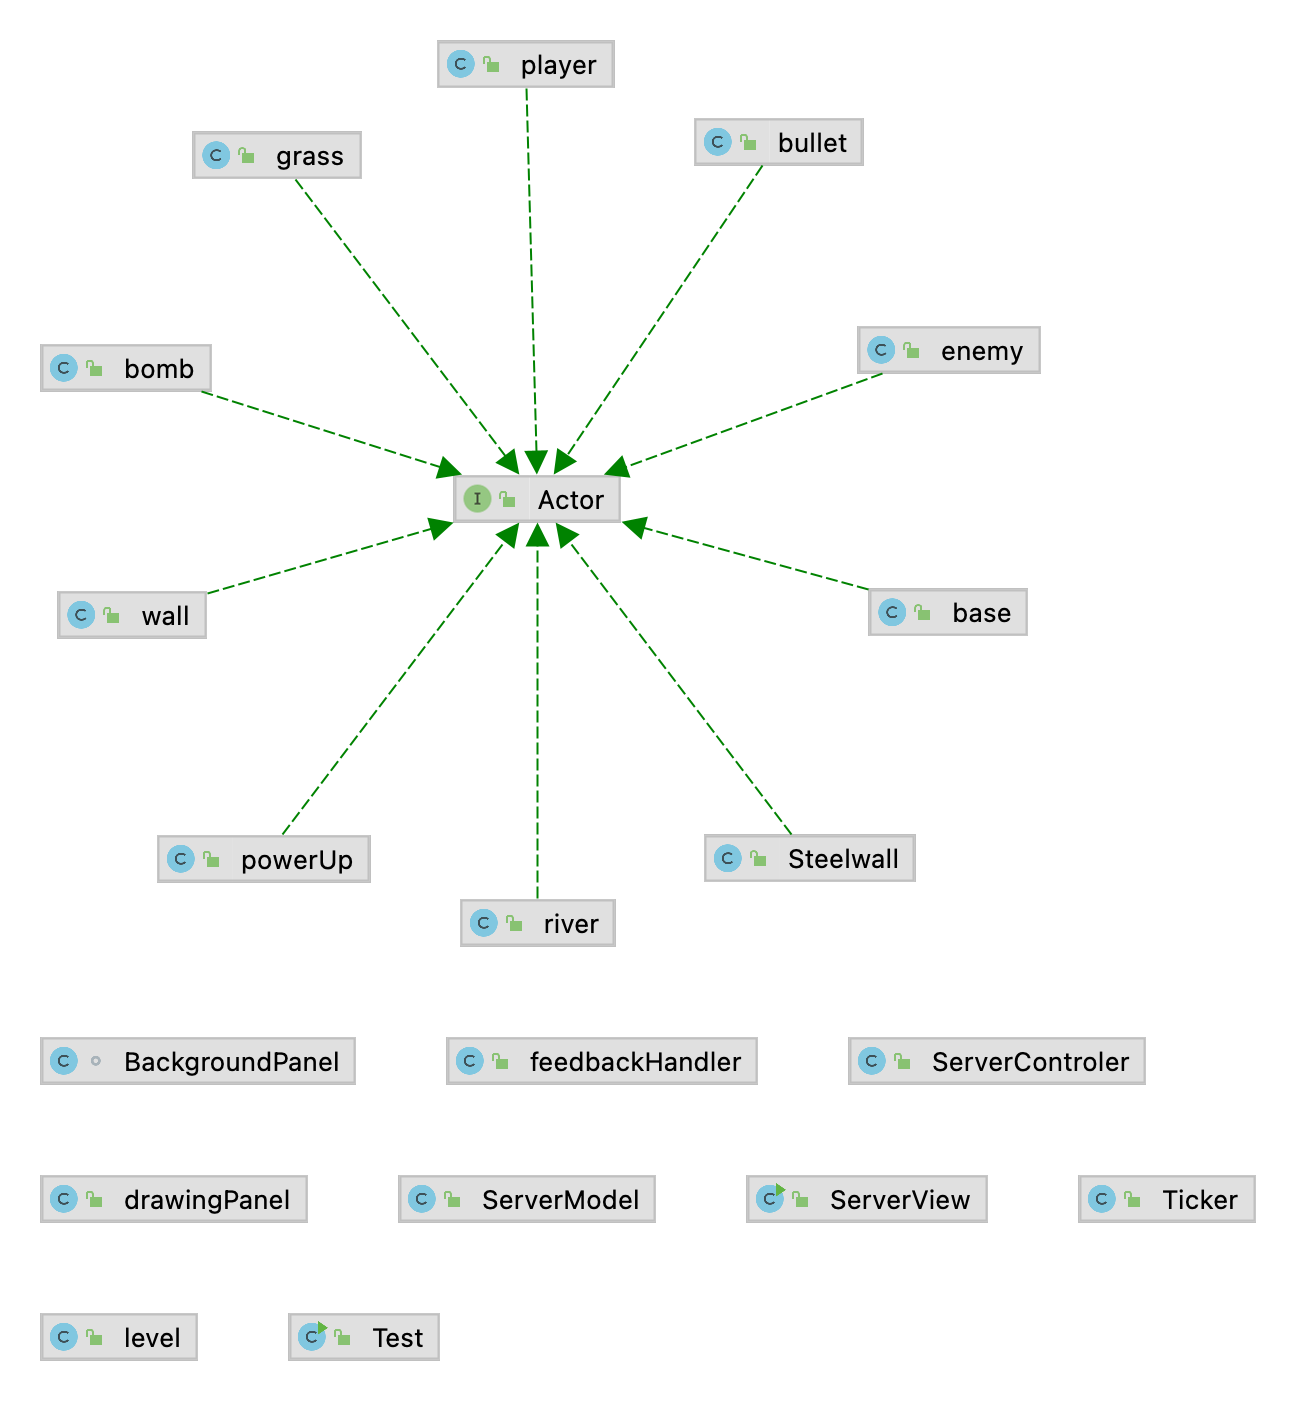 C player
C bullet
C grass
C enemy
C bomb
I Actor
C base
C wall
C Steelwall
C powerUp
C river
C BackgroundPanel
C feedbackHandler
C ServerControler
C drawingPanel
C ServerModel
C ServerView
C Ticker
C level
C Test